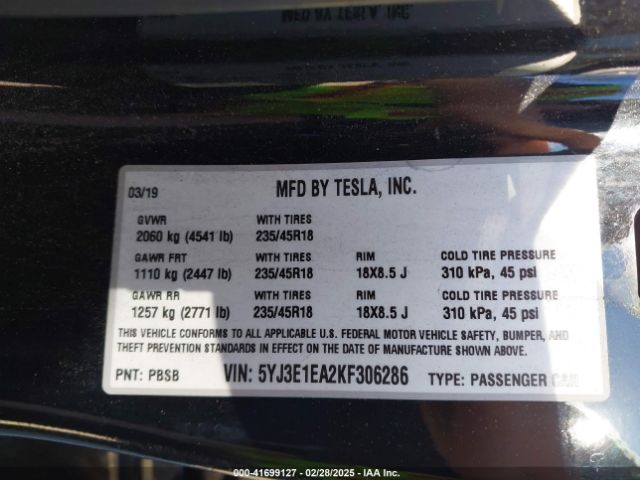 03/19 MFD BY TESLA, INC.
GVWR WITH TIRES
2060 kg (4541 lb) 235/45R18
GAWR FRT WITH TIRES RIM COLD TIRE PRESSURE
1110 kg (2447 lb) 235/45R18 18X8.5 J 310 kPa, 45 psi
GAWR RR WITH TIRES RIM COLD TIRE PRESSURE
1257 kg (2771 lb) 235/45R18 18X8.5 J 310 kPa, 45 psi
THIS VEHICLE CONFORMS TO ALL APPLICABLE U.S. FEDERAL MOTOR VEHICLE SAFETY, BUMPER, AND
THEFT PREVENTION STANDARDS IN EFFECT ON THE DATE OF MANUFACTURE SHOWN ABOVE.
PNT: PBSB VIN: 5YJ3E1EA2KF306286 TYPE: PASSENGER CAR
000-41699127 - 02/28/2025 - IAA Inc.